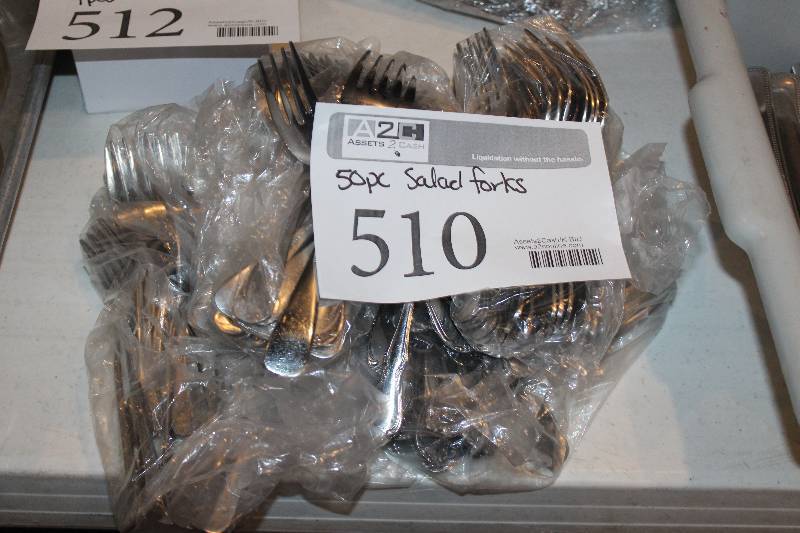 512
A2C
ASSETS 2 CASH
Liquidation without the hassle.
50pc Salad forks
510